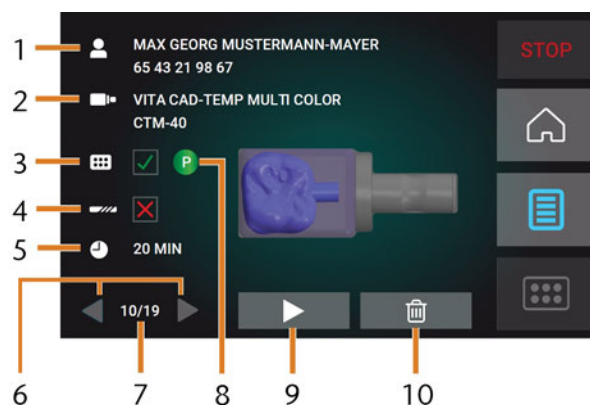 1
MAX GEORG MUSTERMANN-MAYER
65 43 21 98 67
STOP
2
VITA CAD-TEMP MULTI COLOR
CTM-40
3
P
4
5
20 MIN
6
10/19
7
8
9
10